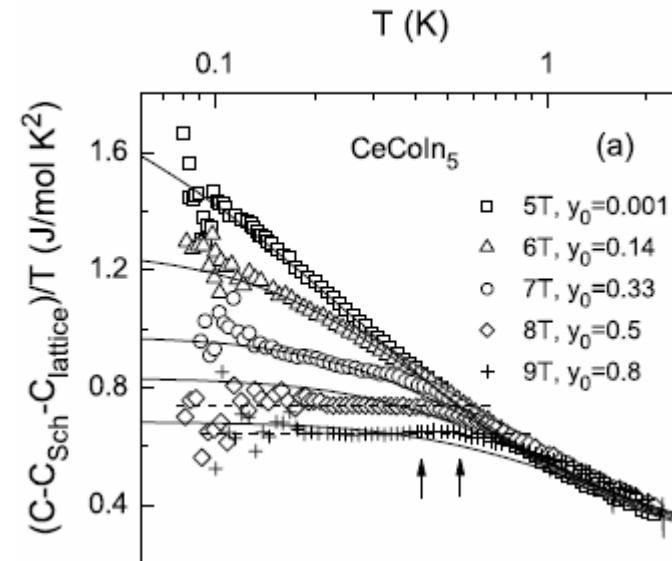 T (K)
0.1 1
(C-C_Sch-C_lattice)/T (J/mol K²)
1.6
1.2
0.8
0.4
CeCoIn₅ (a)
5T, y₀=0.001
6T, y₀=0.14
7T, y₀=0.33
8T, y₀=0.5
9T, y₀=0.8